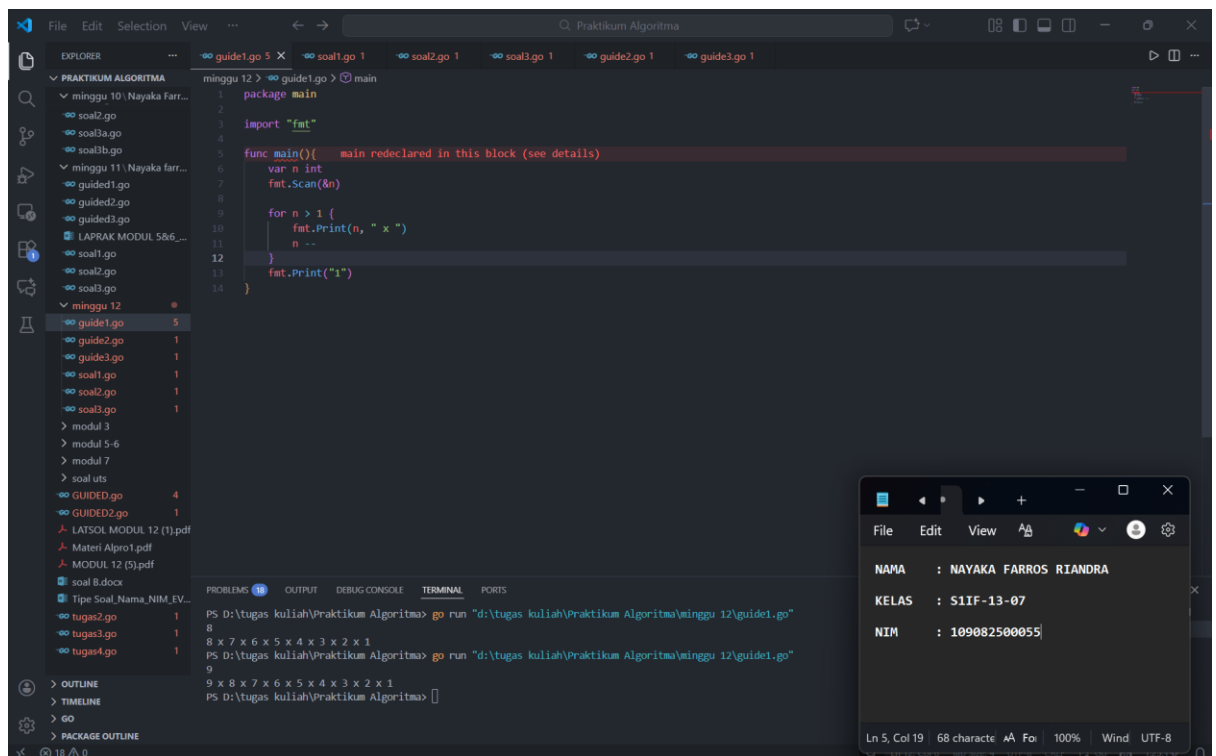 File Edit Selection View ··· Praktikum Algoritma
EXPLORER ···
guide1.go 5 soal1.go 1 soal2.go 1 soal3.go 1 guide2.go 1 guide3.go 1
PRAKTIKUM ALGORITMA
minggu 10 \ Nayaka Farr...
soal2.go
soal3a.go
soal3b.go
minggu 11 \ Nayaka farr...
guided1.go
guided2.go
guided3.go
LAPRAK MODUL 5&6_...
soal1.go
soal2.go
soal3.go
minggu 12
guide1.go 5
guide2.go 1
guide3.go 1
soal1.go 1
soal2.go 1
soal3.go 1
modul 3
modul 5-6
modul 7
soal uts
GUIDED.go 4
GUIDED2.go 1
LATSOL MODUL 12 (1).pdf
Materi Alpro1.pdf
MODUL 12 (5).pdf
soal B.docx
Tipe Soal_Nama_NIM_EV...
tugas2.go 1
tugas3.go 1
tugas4.go 1
OUTLINE
TIMELINE
GO
PACKAGE OUTLINE
minggu 12 > guide1.go > main
1 package main
2
3 import "fmt"
4
5 func main(){ main redeclared in this block (see details)
6 var n int
7 fmt.Scan(&n)
8
9 for n > 1 {
10 fmt.Print(n, " x ")
11 n --
12 }
13 fmt.Print("1")
14 }
PROBLEMS 18 OUTPUT DEBUG CONSOLE TERMINAL PORTS
PS D:\tugas kuliah\Praktikum Algoritma> go run "d:\tugas kuliah\Praktikum Algoritma\minggu 12\guide1.go"
8
8 x 7 x 6 x 5 x 4 x 3 x 2 x 1
PS D:\tugas kuliah\Praktikum Algoritma> go run "d:\tugas kuliah\Praktikum Algoritma\minggu 12\guide1.go"
9
9 x 8 x 7 x 6 x 5 x 4 x 3 x 2 x 1
PS D:\tugas kuliah\Praktikum Algoritma>
File Edit View
NAMA : NAYAKA FARROS RIANDRA
KELAS : S1IF-13-07
NIM : 109082500055
Ln 5, Col 19 68 characte 100% Wind UTF-8
18 0